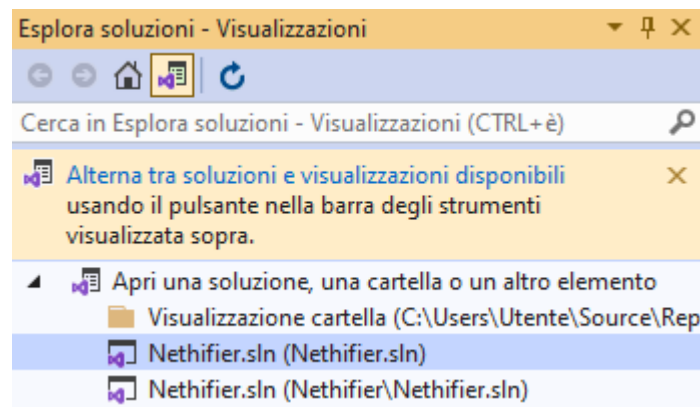 Esplora soluzioni - Visualizzazioni
Cerca in Esplora soluzioni - Visualizzazioni (CTRL+è)
Alterna tra soluzioni e visualizzazioni disponibili
usando il pulsante nella barra degli strumenti
visualizzata sopra.
Apri una soluzione, una cartella o un altro elemento
Visualizzazione cartella (C:\Users\Utente\Source\Rep
Nethifier.sln (Nethifier.sln)
Nethifier.sln (Nethifier\Nethifier.sln)